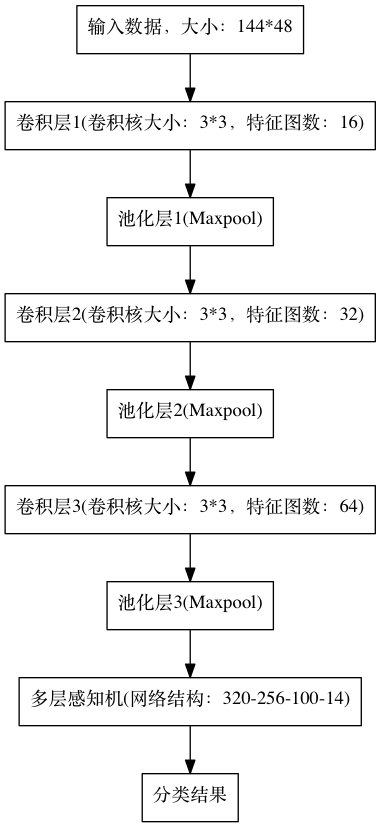 输入数据，大小：144*48
卷积层1(卷积核大小：3*3，特征图数：16)
池化层1(Maxpool)
卷积层2(卷积核大小：3*3，特征图数：32)
池化层2(Maxpool)
卷积层3(卷积核大小：3*3，特征图数：64)
池化层3(Maxpool)
多层感知机(网络结构：320-256-100-14)
分类结果